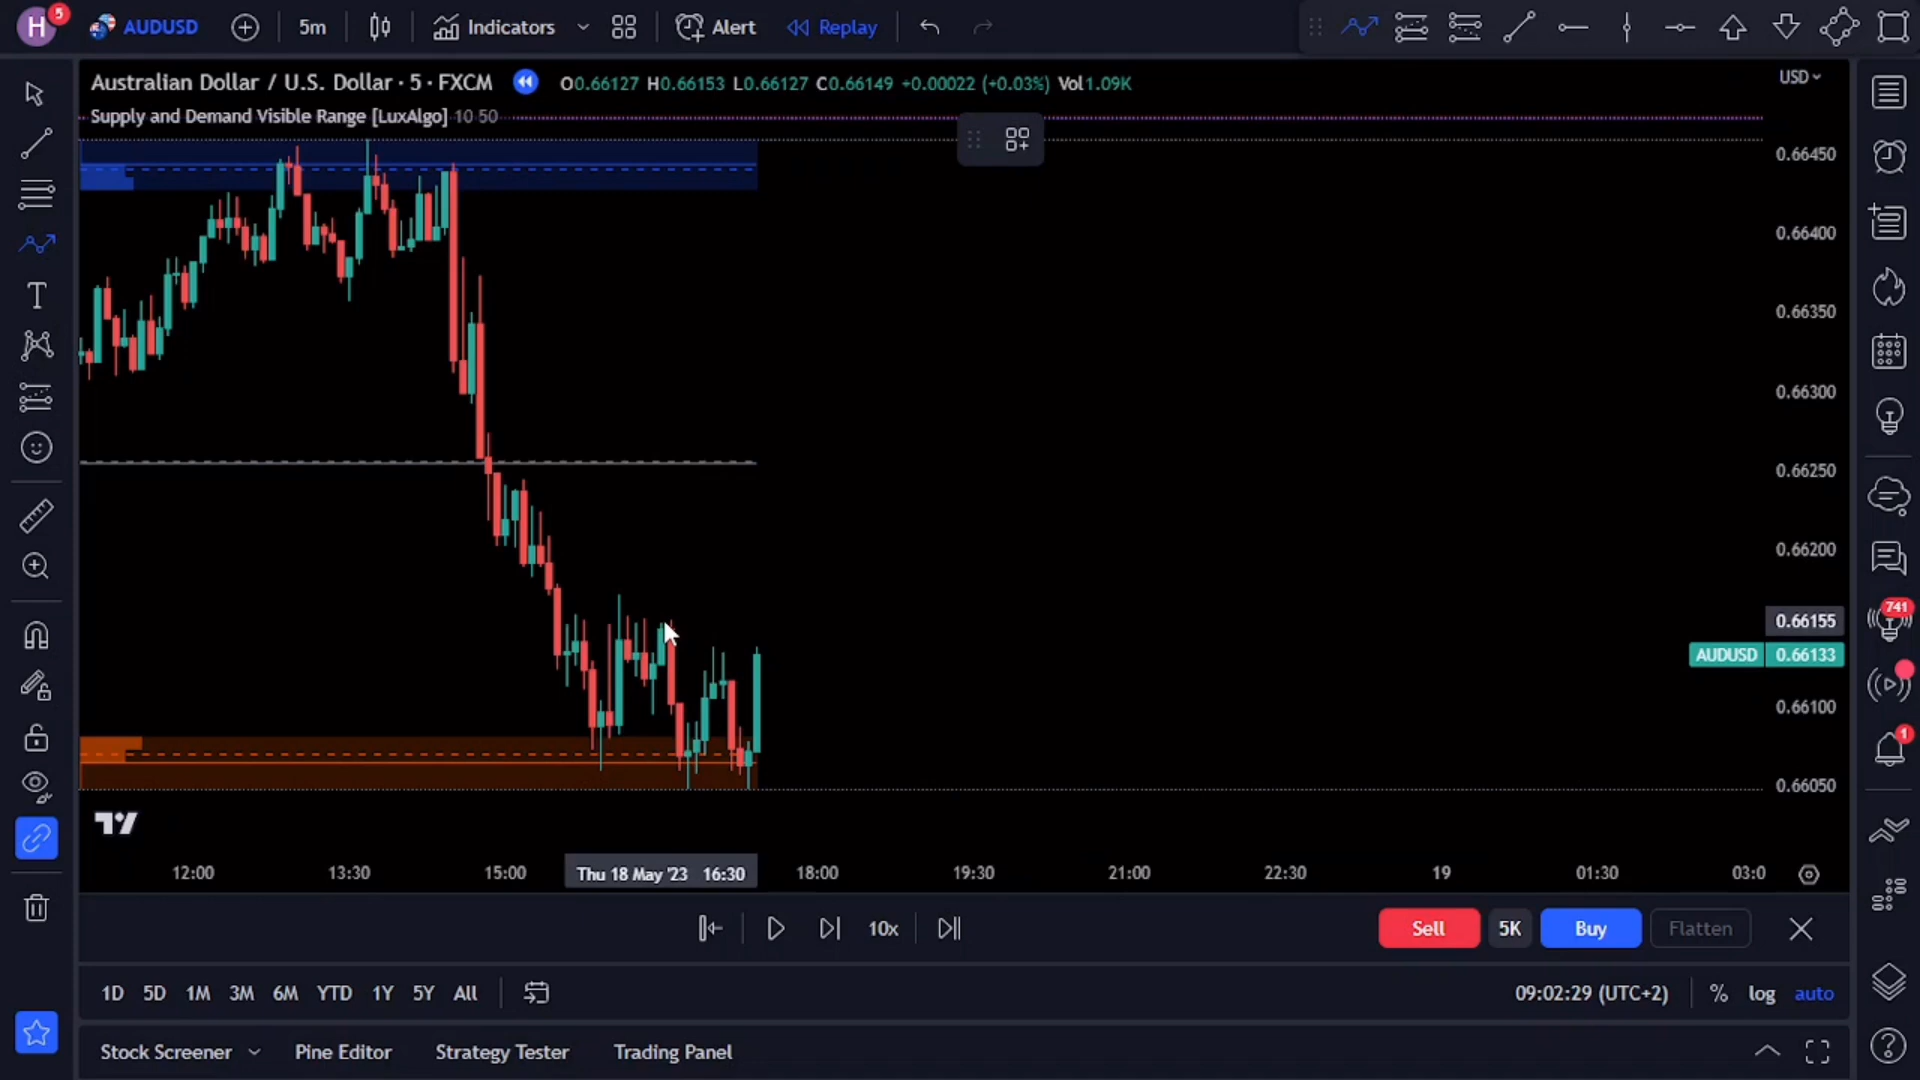 H 5 AUDUSD 5m Indicators Alert Replay
Australian Dollar / U.S. Dollar · 5 · FXCM O0.66127 H0.66153 L0.66127 C0.66149 +0.00022 (+0.03%) Vol1.09K USD
Supply and Demand Visible Range [LuxAlgo] 10 50
0.66450
0.66400
0.66350
0.66300
0.66250
0.66200
0.66155
AUDUSD 0.66133
0.66100
0.66050
741
1
T
12:00 13:30 15:00 Thu 18 May '23 16:30 18:00 19:30 21:00 22:30 19 01:30 03:0
10x Sell 5K Buy Flatten
1D 5D 1M 3M 6M YTD 1Y 5Y All 09:02:29 (UTC+2) % log auto
Stock Screener Pine Editor Strategy Tester Trading Panel